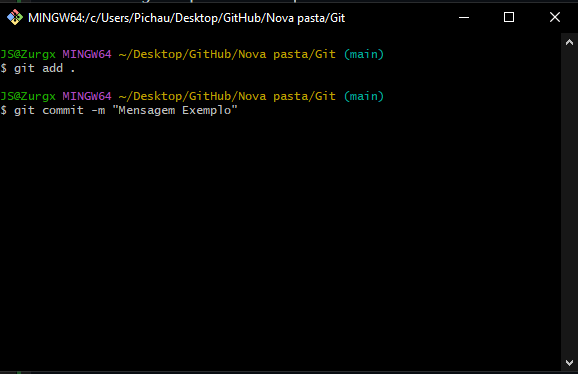 MINGW64:/c/Users/Pichau/Desktop/GitHub/Nova pasta/Git
JS@Zurgx MINGW64 ~/Desktop/GitHub/Nova pasta/Git (main)
$ git add .
JS@Zurgx MINGW64 ~/Desktop/GitHub/Nova pasta/Git (main)
$ git commit -m "Mensagem Exemplo"